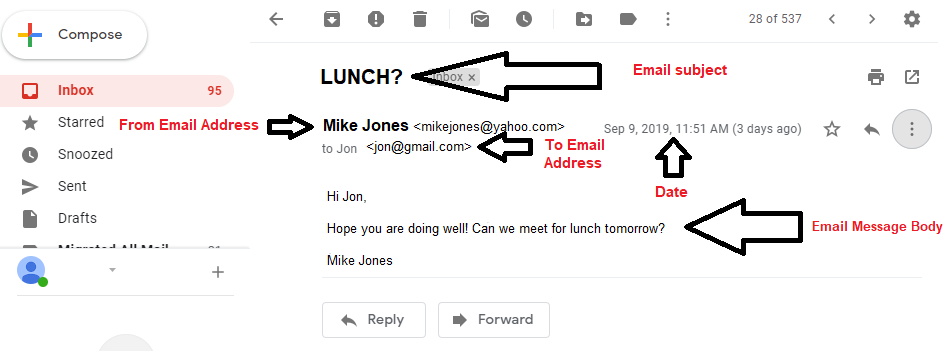 Compose
28 of 537
LUNCH?
Inbox ×
Email subject
Inbox 95
Starred
Snoozed
Sent
Drafts
Migrated All Mail
From Email Address
Mike Jones <mikejones@yahoo.com>
Sep 9, 2019, 11:51 AM (3 days ago)
to Jon <jon@gmail.com>
To Email
Address
Date
Hi Jon,
Hope you are doing well! Can we meet for lunch tomorrow?
Email Message Body
Mike Jones
Reply
Forward